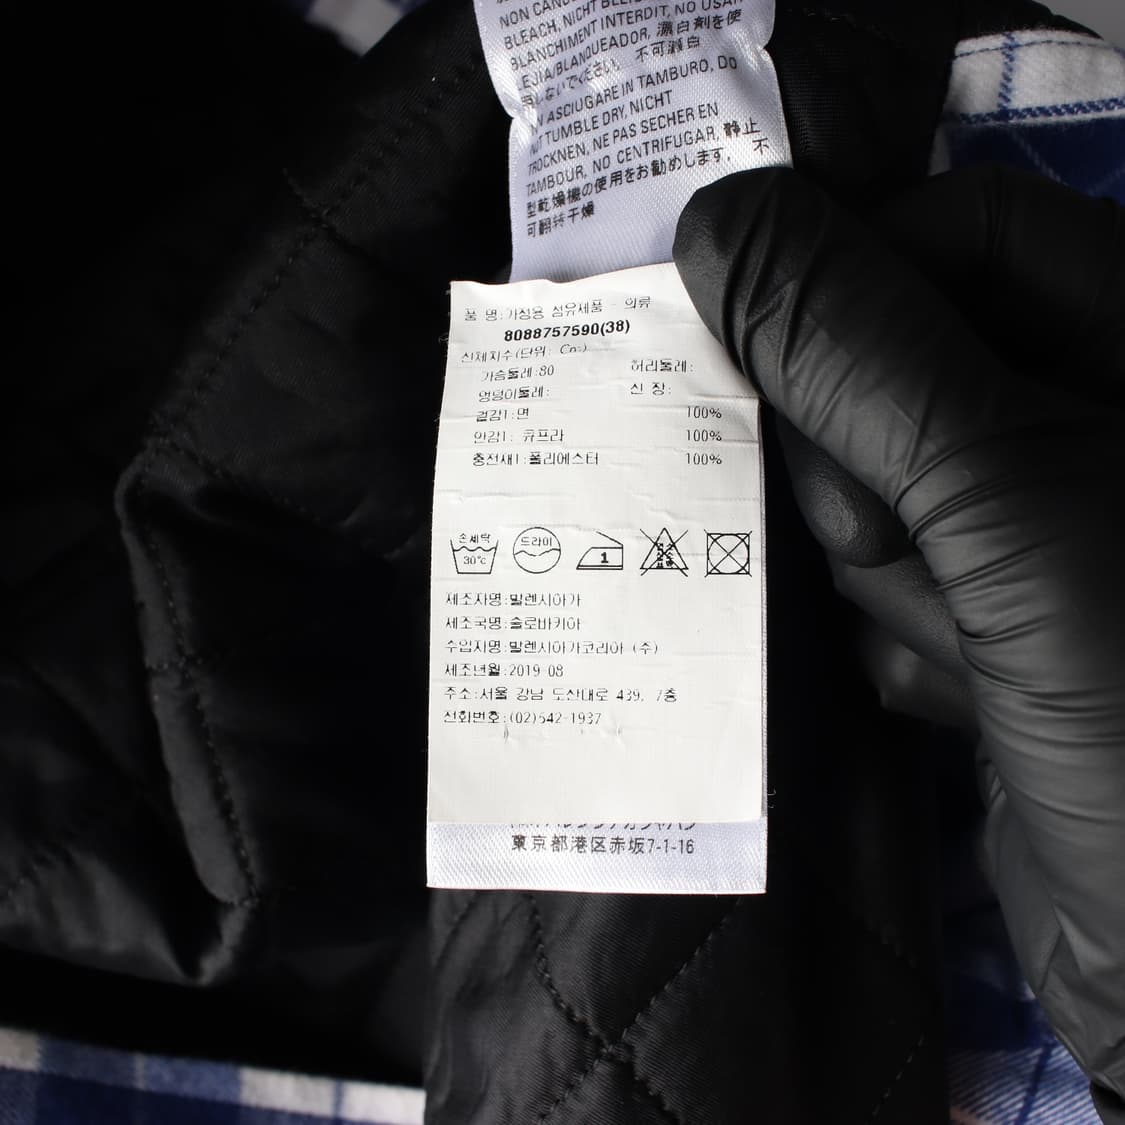 NON CAND
BLEACH, NICHT BLEI
BLANCHIMENT INTERDIT, NO USAR
LEJIA/BLANQUEADOR, 漂白剤を使
用しないでください。 不可漂白
N ASCIUGARE IN TAMBURO, DO
NOT TUMBLE DRY, NICHT
TROCKNEN, NE PAS SECHER EN
TAMBOUR, NO CENTRIFUGAR, 静止
型乾燥機の使用をお勧めします。 不
可翻转干燥
품 명:가정용 섬유제품 - 의류
8088757590(38)
신체치수(단위: Cm)
가슴둘레:80 허리둘레:
엉덩이둘레: 신 장:
겉감1:면 100%
안감1: 큐프라 100%
충전재1:폴리에스터 100%
손세탁 드라이
30℃ 1
제조자명:발렌시아가
제조국명:슬로바키아
수입자명:발렌시아가코리아 (주)
제조년월:2019 08
주소:서울 강남 도산대로 439, 7층
전화번호:(02)542-1937
東京都港区赤坂7-1-16